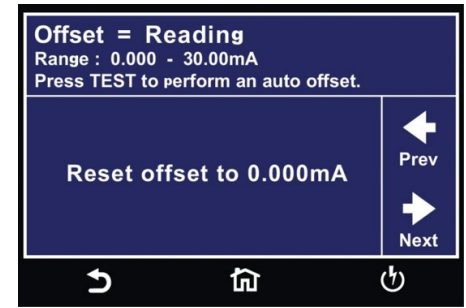 Offset = Reading
Range : 0.000 - 30.00mA
Press TEST to perform an auto offset.
Reset offset to 0.000mA
Prev
Next